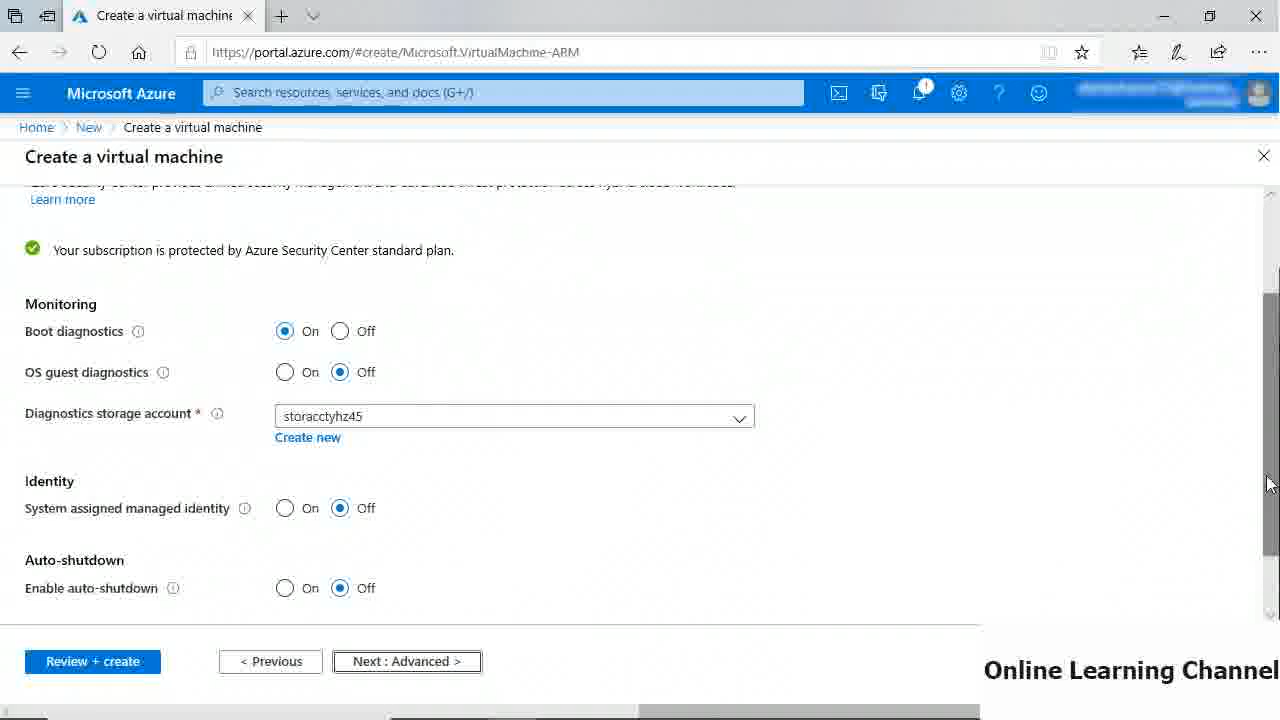 Create a virtual machine
https://portal.azure.com/#create/Microsoft.VirtualMachine-ARM
Microsoft Azure
Search resources, services, and docs (G+/)
1
Home > New > Create a virtual machine
Create a virtual machine
Learn more
Your subscription is protected by Azure Security Center standard plan.
Monitoring
Boot diagnostics On Off
OS guest diagnostics On Off
Diagnostics storage account * storacctyhz45
Create new
Identity
System assigned managed identity On Off
Auto-shutdown
Enable auto-shutdown On Off
Review + create < Previous Next : Advanced >
Online Learning Channel